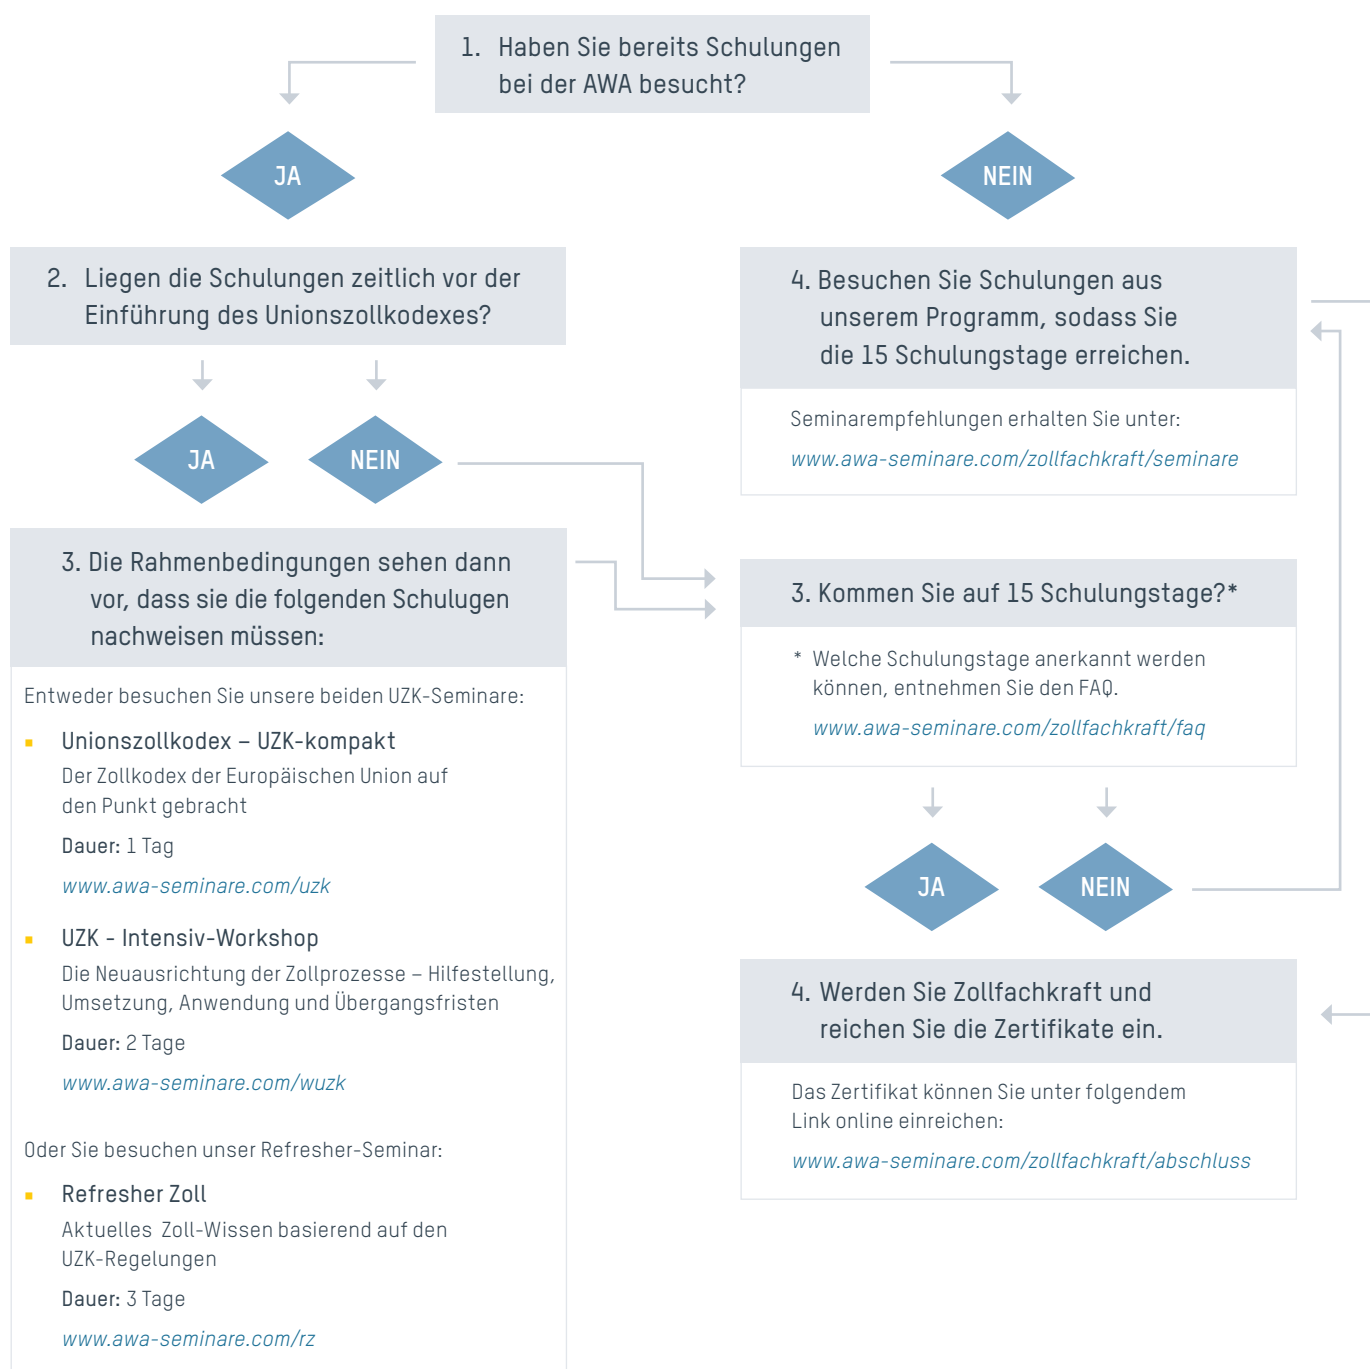 1. Haben Sie bereits Schulungen
bei der AWA besucht?
JA
NEIN
2. Liegen die Schulungen zeitlich vor der
Einführung des Unionszollkodexes?
JA
NEIN
3. Die Rahmenbedingungen sehen dann
vor, dass sie die folgenden Schulugen
nachweisen müssen:
Entweder besuchen Sie unsere beiden UZK-Seminare:
▪ Unionszollkodex – UZK-kompakt
Der Zollkodex der Europäischen Union auf
den Punkt gebracht
Dauer: 1 Tag
www.awa-seminare.com/uzk
▪ UZK - Intensiv-Workshop
Die Neuausrichtung der Zollprozesse – Hilfestellung,
Umsetzung, Anwendung und Übergangsfristen
Dauer: 2 Tage
www.awa-seminare.com/wuzk
Oder Sie besuchen unser Refresher-Seminar:
▪ Refresher Zoll
Aktuelles Zoll-Wissen basierend auf den
UZK-Regelungen
Dauer: 3 Tage
www.awa-seminare.com/rz
4. Besuchen Sie Schulungen aus
unserem Programm, sodass Sie
die 15 Schulungstage erreichen.
Seminarempfehlungen erhalten Sie unter:
www.awa-seminare.com/zollfachkraft/seminare
3. Kommen Sie auf 15 Schulungstage?*
* Welche Schulungstage anerkannt werden
können, entnehmen Sie den FAQ.
www.awa-seminare.com/zollfachkraft/faq
JA
NEIN
4. Werden Sie Zollfachkraft und
reichen Sie die Zertifikate ein.
Das Zertifikat können Sie unter folgendem
Link online einreichen:
www.awa-seminare.com/zollfachkraft/abschluss